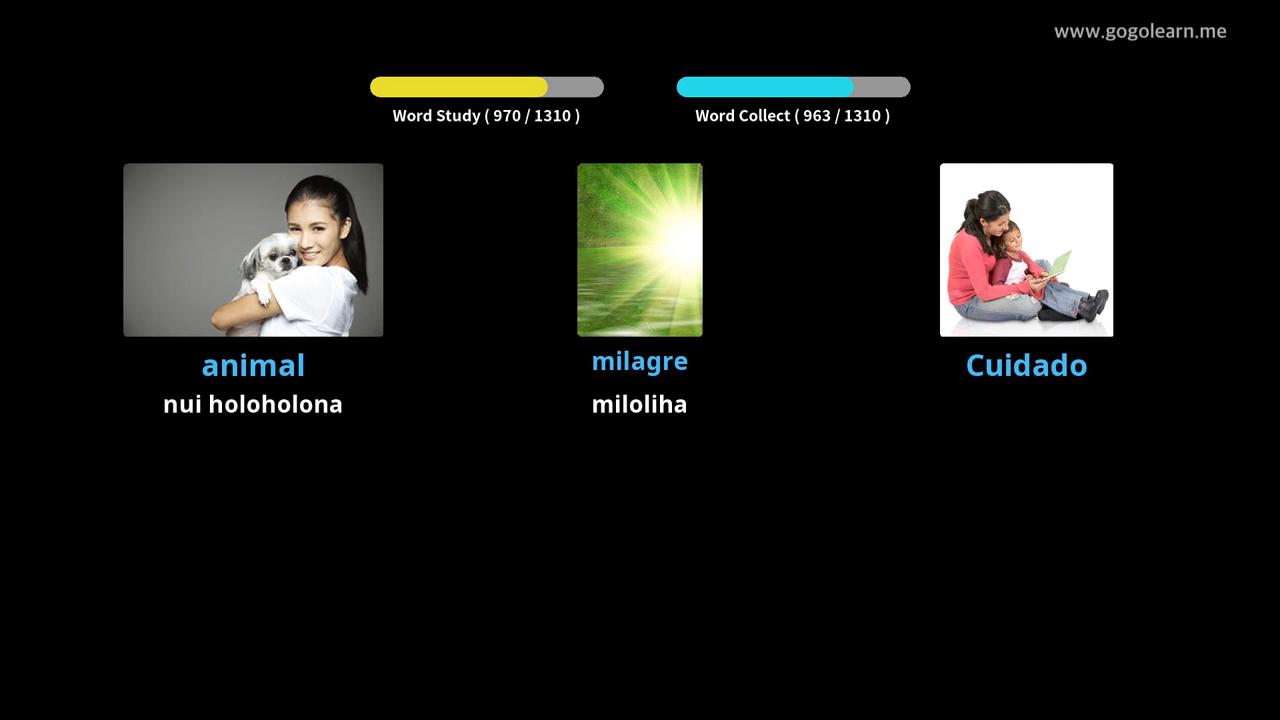 www.gogolearn.me
Word Study ( 970 / 1310 )
Word Collect ( 963 / 1310 )
animal
milagre
Cuidado
nui holoholona
miloliha